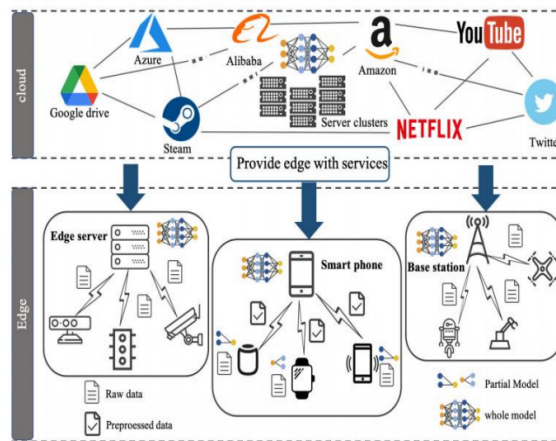 cloud
Azure
Alibaba
a
Amazon
YouTube
Google drive
Steam
Server clusters
NETFLIX
Twitte
Provide edge with services
Edge
Edge server
Smart phone
Base station
Raw data
Preproessed data
Partial Model
whole model